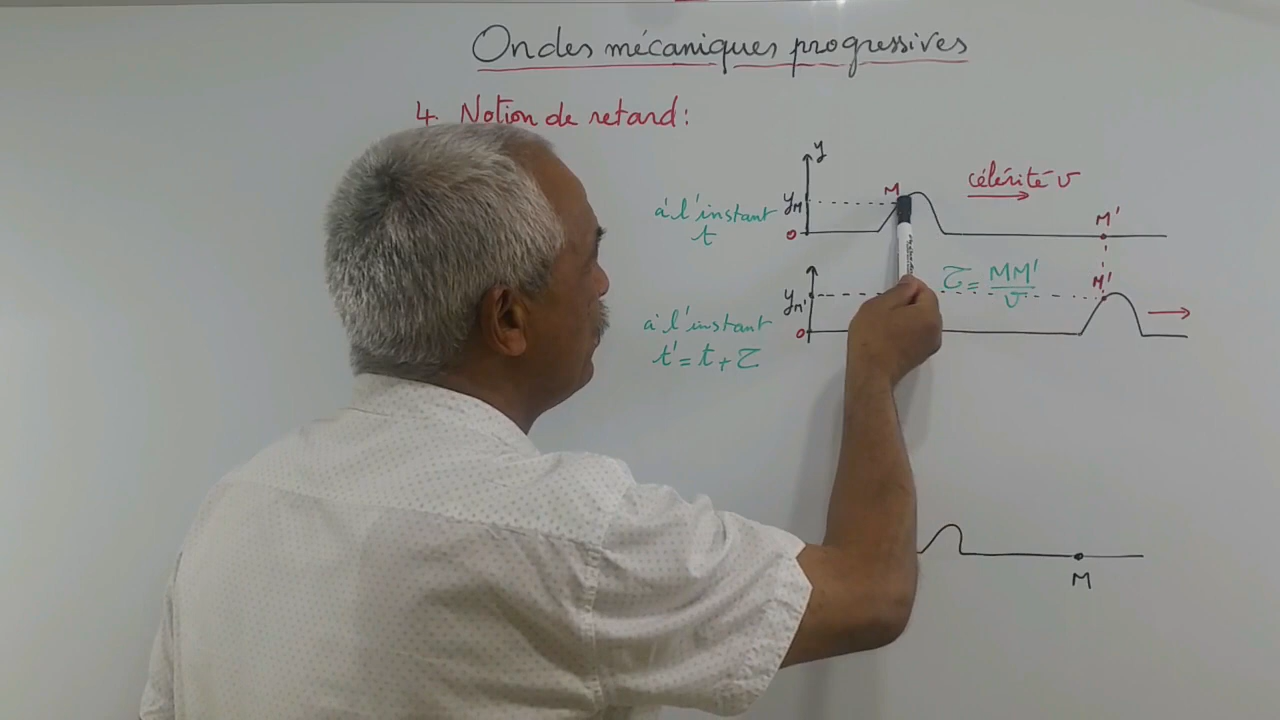 Ondes mécaniques progressives
4. Notion de retard :
y
M
célérité v
à l'instant
t
yM
0
M'
M'
τ = MM'/v
yM'
0
à l'instant
t' = t + τ
M